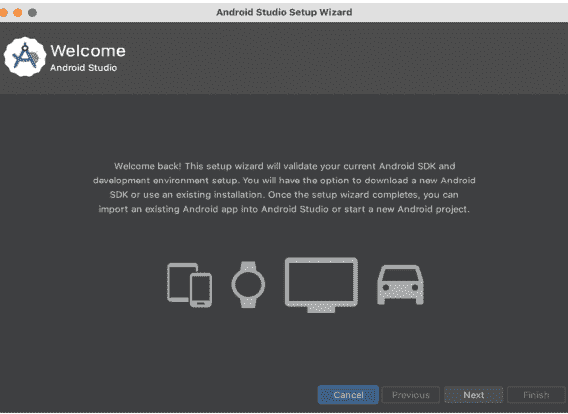 Android Studio Setup Wizard
Welcome
Android Studio
Welcome back! This setup wizard will validate your current Android SDK and
development environment setup. You will have the option to download a new Android
SDK or use an existing installation. Once the setup wizard completes, you can
import an existing Android app into Android Studio or start a new Android project.
Cancel Previous Next Finish